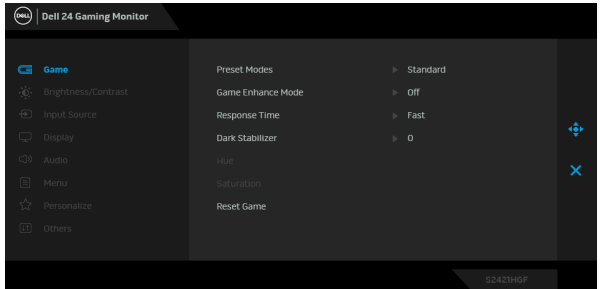 DELL Dell 24 Gaming Monitor
Game
Preset Modes Standard
Brightness/Contrast
Game Enhance Mode Off
Input Source
Response Time Fast
Display
Dark Stabilizer 0
Audio
Hue
Menu
Saturation
Personalize
Reset Game
Others
S2421HGF